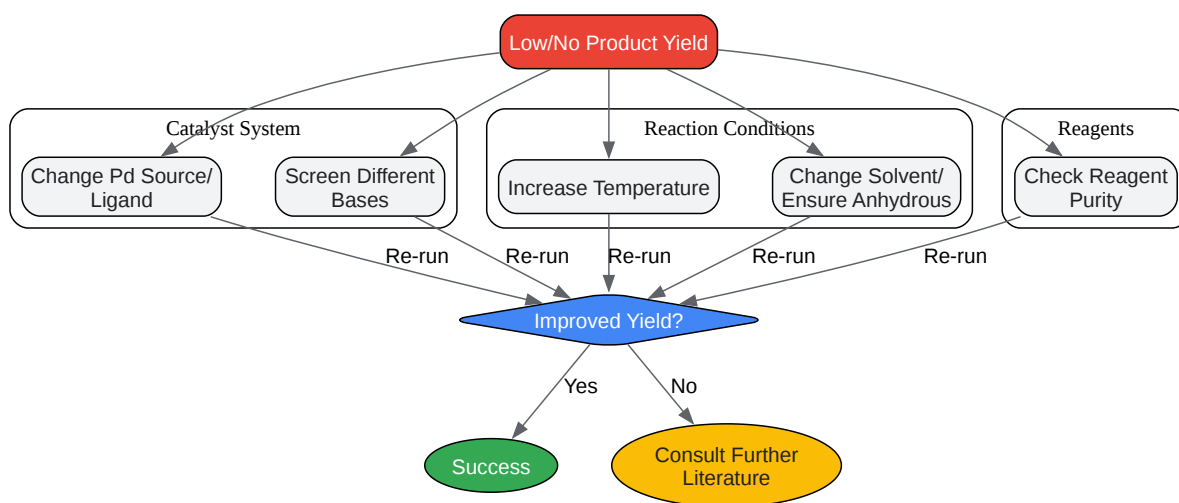 Low/No Product Yield
Catalyst System
Reaction Conditions
Reagents
Change Pd Source/
Ligand
Screen Different
Bases
Increase Temperature
Change Solvent/
Ensure Anhydrous
Check Reagent
Purity
Re-run
Re-run
Re-run
Re-run
Re-run
Improved Yield?
Yes
No
Success
Consult Further
Literature